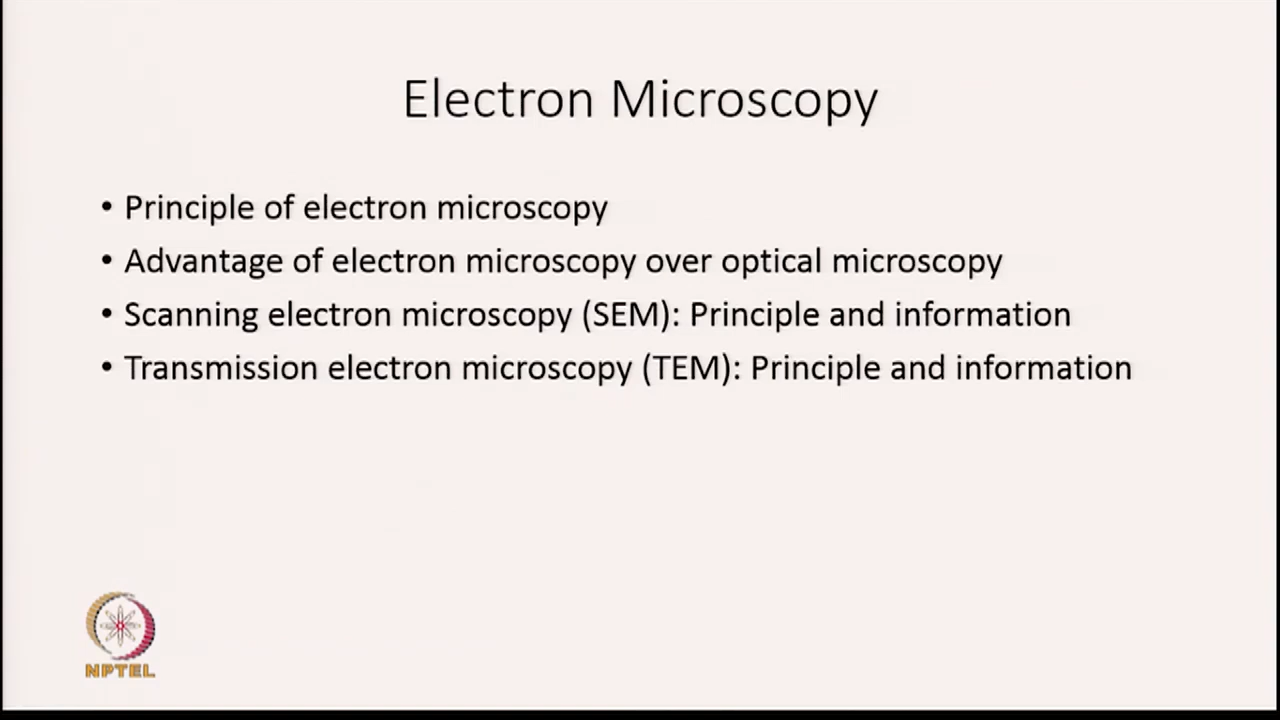 Electron Microscopy
• Principle of electron microscopy
• Advantage of electron microscopy over optical microscopy
• Scanning electron microscopy (SEM): Principle and information
• Transmission electron microscopy (TEM): Principle and information
NPTEL